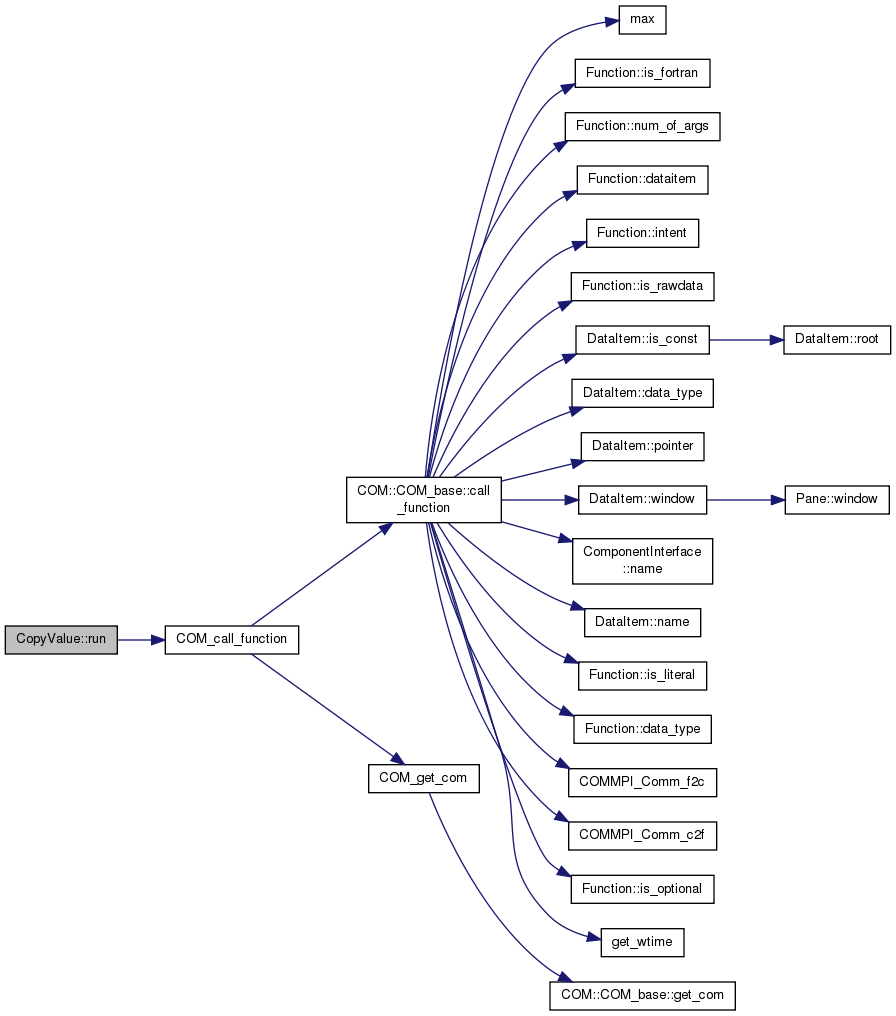 max
Function::is_fortran
Function::num_of_args
Function::dataitem
Function::intent
Function::is_rawdata
DataItem::is_const
DataItem::root
DataItem::data_type
DataItem::pointer
COM::COM_base::call
_function
DataItem::window
Pane::window
ComponentInterface
::name
DataItem::name
CopyValue::run
COM_call_function
Function::is_literal
Function::data_type
COM_get_com
COMMPI_Comm_f2c
COMMPI_Comm_c2f
Function::is_optional
get_wtime
COM::COM_base::get_com